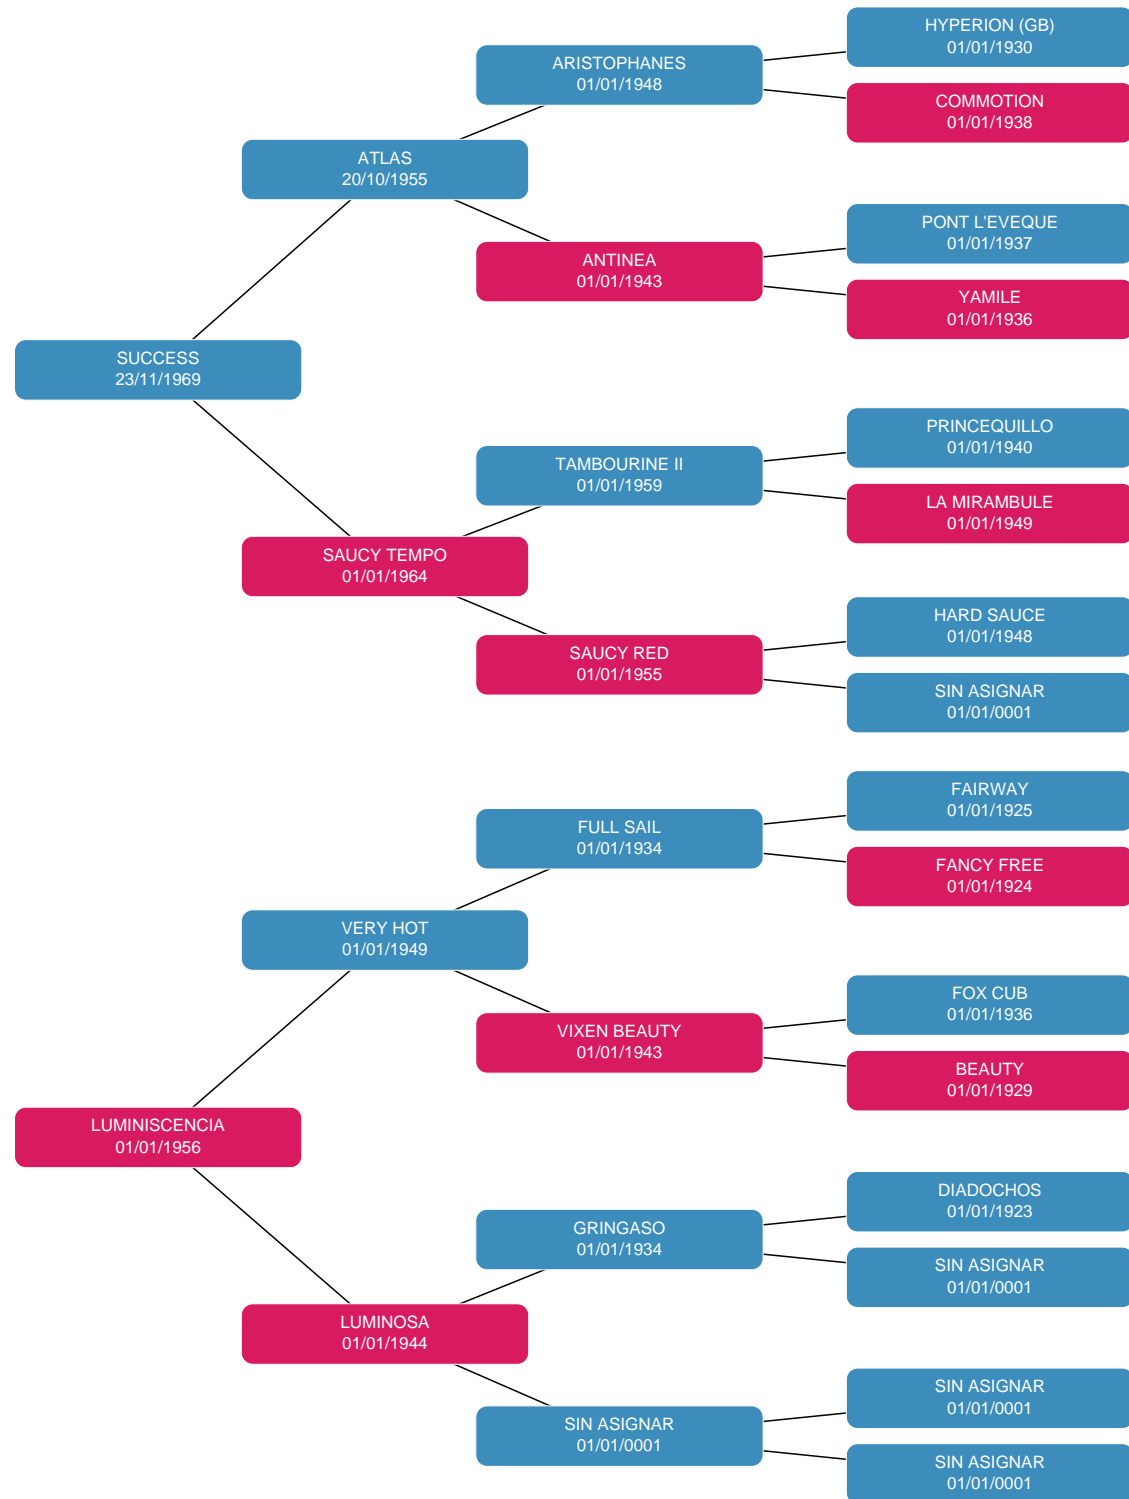 HYPERION (GB)
01/01/1930
ARISTOPHANES
01/01/1948
COMMOTION
01/01/1938
ATLAS
20/10/1955
PONT L'EVEQUE
01/01/1937
ANTINEA
01/01/1943
YAMILE
01/01/1936
SUCCESS
23/11/1969
PRINCEQUILLO
01/01/1940
TAMBOURINE II
01/01/1959
LA MIRAMBULE
01/01/1949
SAUCY TEMPO
01/01/1964
HARD SAUCE
01/01/1948
SAUCY RED
01/01/1955
SIN ASIGNAR
01/01/0001
FAIRWAY
01/01/1925
FULL SAIL
01/01/1934
FANCY FREE
01/01/1924
VERY HOT
01/01/1949
FOX CUB
01/01/1936
VIXEN BEAUTY
01/01/1943
BEAUTY
01/01/1929
LUMINISCENCIA
01/01/1956
DIADOCHOS
01/01/1923
GRINGASO
01/01/1934
SIN ASIGNAR
01/01/0001
LUMINOSA
01/01/1944
SIN ASIGNAR
01/01/0001
SIN ASIGNAR
01/01/0001
SIN ASIGNAR
01/01/0001